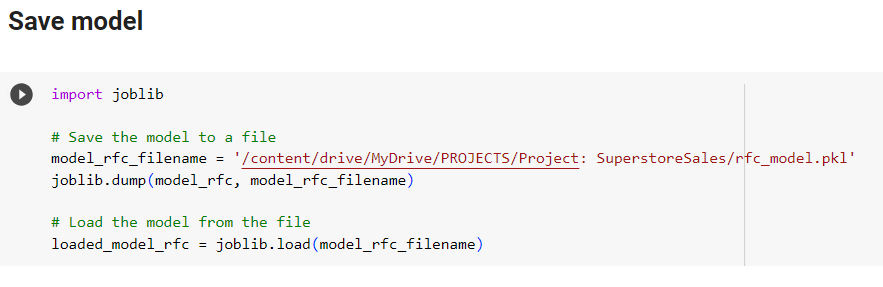 Save model
import joblib
# Save the model to a file
model_rfc_filename = '/content/drive/MyDrive/PROJECTS/Project: SuperstoreSales/rfc_model.pkl'
joblib.dump(model_rfc, model_rfc_filename)
# Load the model from the file
loaded_model_rfc = joblib.load(model_rfc_filename)